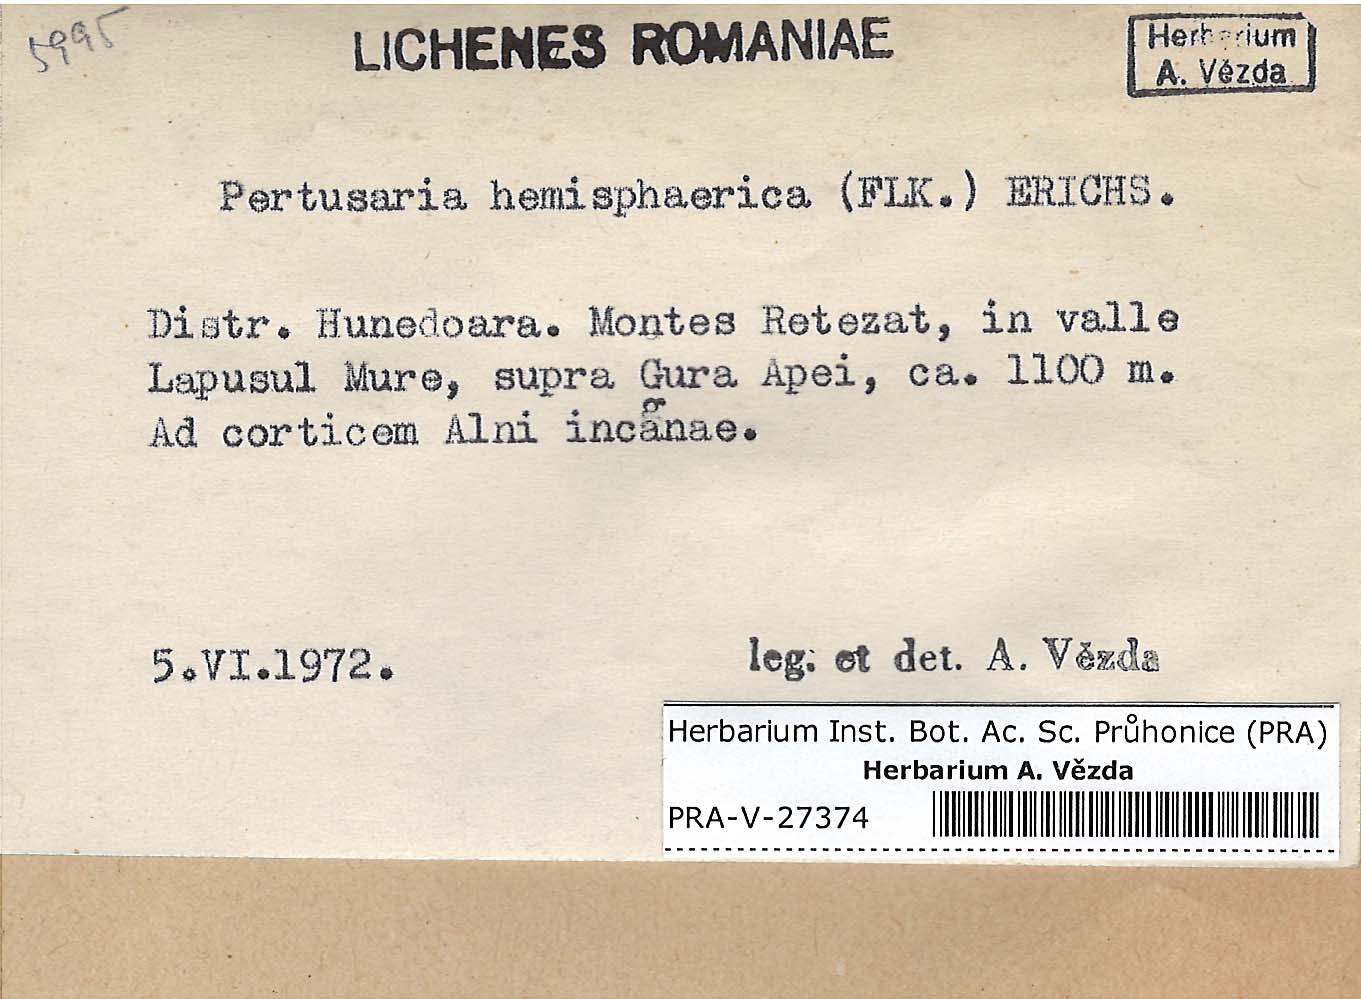 5995
LICHENES ROMANIAE
Herbarium
A. Vězda
Pertusaria hemisphaerica (FLK.) ERICHS.
Distr. Hunedoara. Montes Retezat, in valle
Lapusul Mure, supra Gura Apei, ca. 1100 m.
Ad corticem Alni incanae.
5.VI.1972.
leg. et det. A. Vězda
Herbarium Inst. Bot. Ac. Sc. Průhonice (PRA)
Herbarium A. Vězda
PRA-V-27374